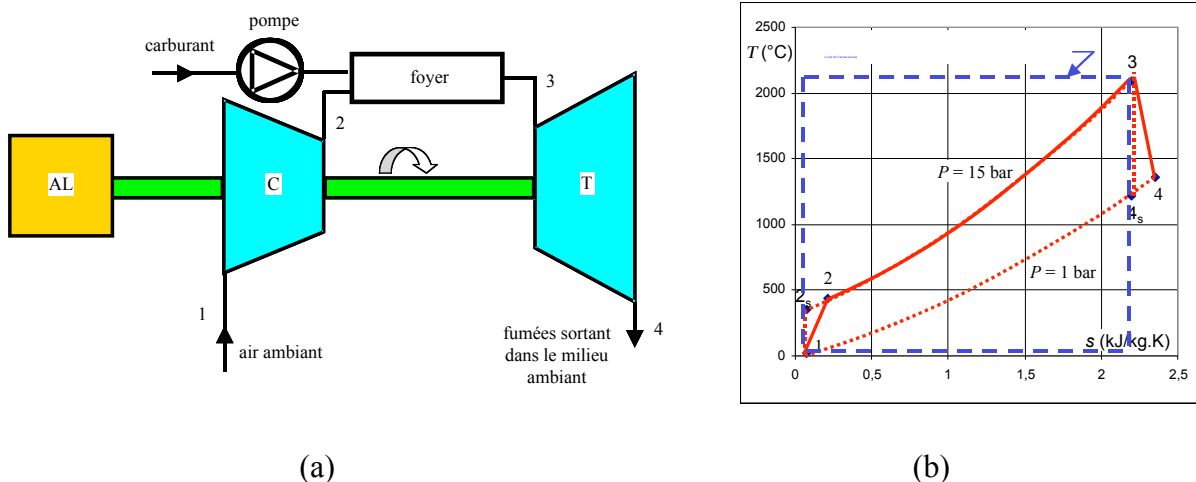 pompe
carburant
foyer
2
3
AL
C
T
1
air ambiant
4
fumées sortant
dans le milieu
ambiant
(a)
T (°C)
2500
2000
1500
1000
500
0
3
P = 15 bar
4
4s
P = 1 bar
2
2s
1
s (kJ/kg.K)
0
0,5
1
1,5
2
2,5
(b)